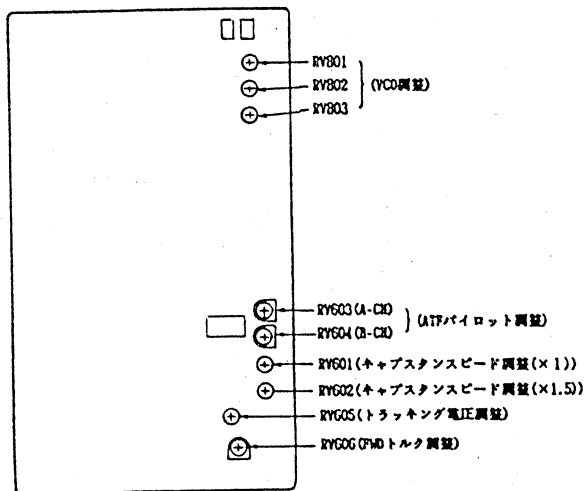 RV801
RV802
(VCO調整)
RV803
RV603(A-CH)
(ATFパイロット調整)
RV604(B-CH)
RV601(キャプスタンスピード調整(×1))
RV602(キャプスタンスピード調整(×1.5))
RV605(トラッキング電圧調整)
RV606(FWDトルク調整)